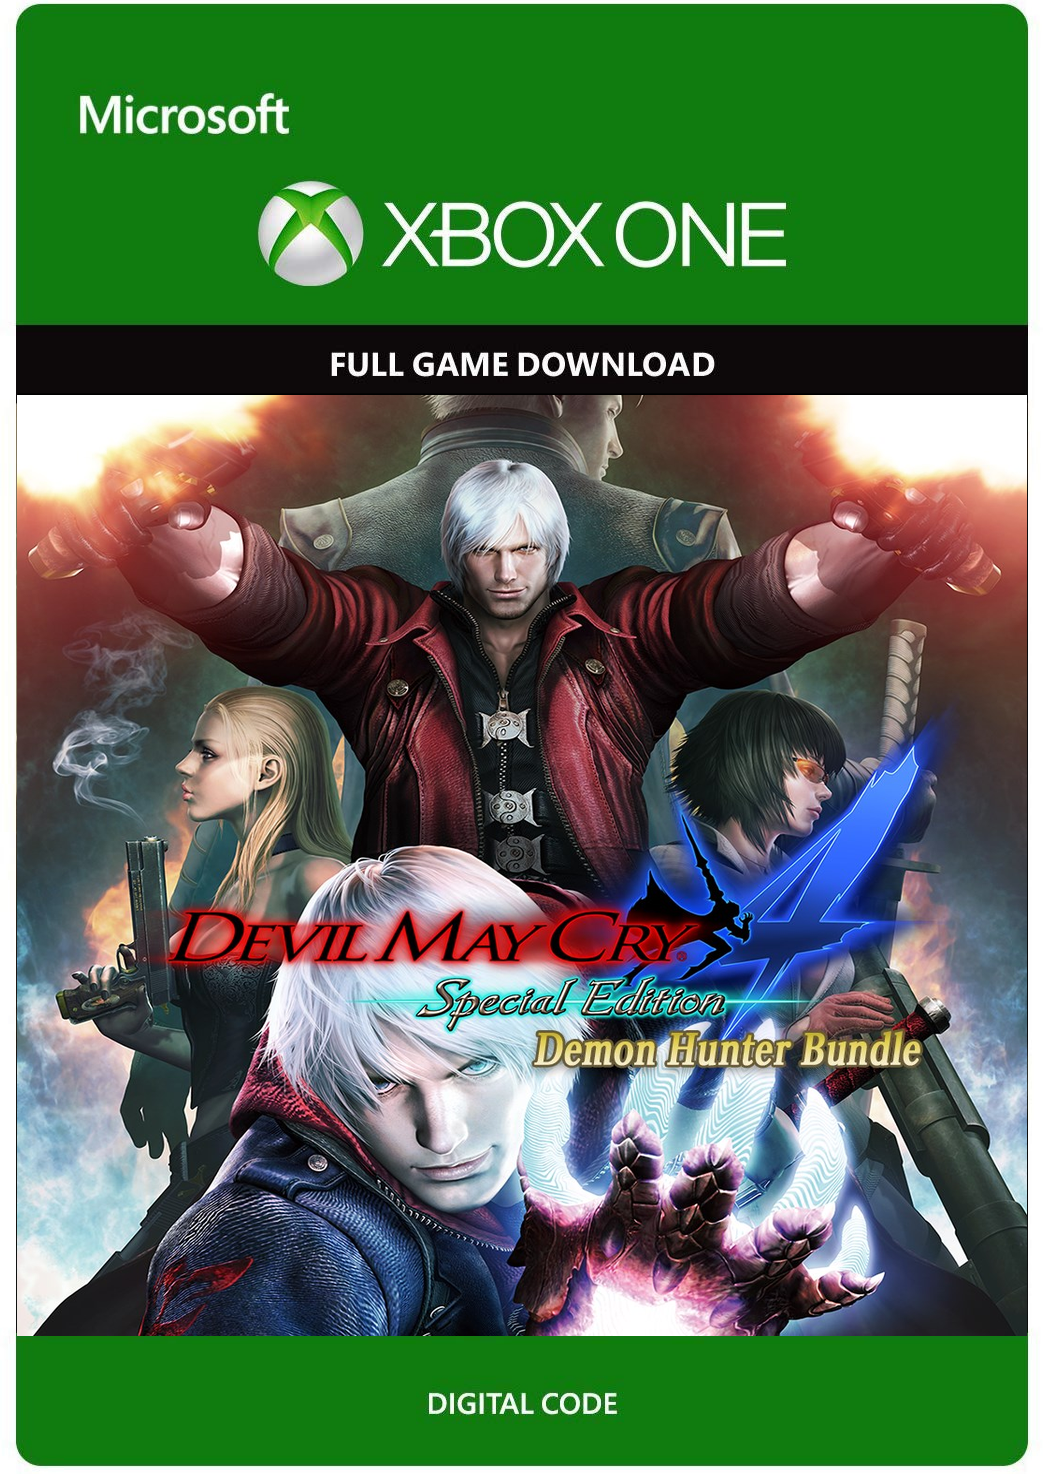 Microsoft
XBOX ONE
FULL GAME DOWNLOAD
DEVIL MAY CRY 4
Special Edition
Demon Hunter Bundle
DIGITAL CODE